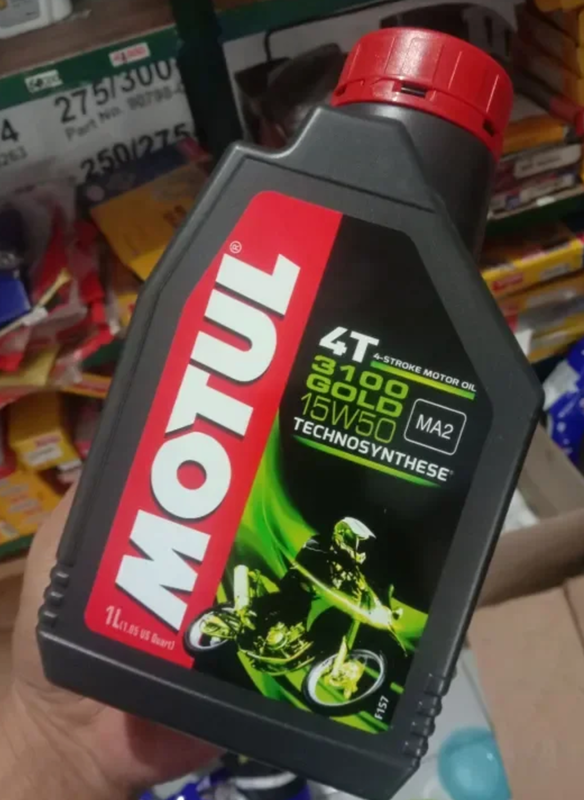 275/300
250/275
MOTUL®
4T 4-STROKE MOTOR OIL
3100
GOLD
15W50
MA2
TECHNOSYNTHESE®
1L (1.05 US Quart)
F157